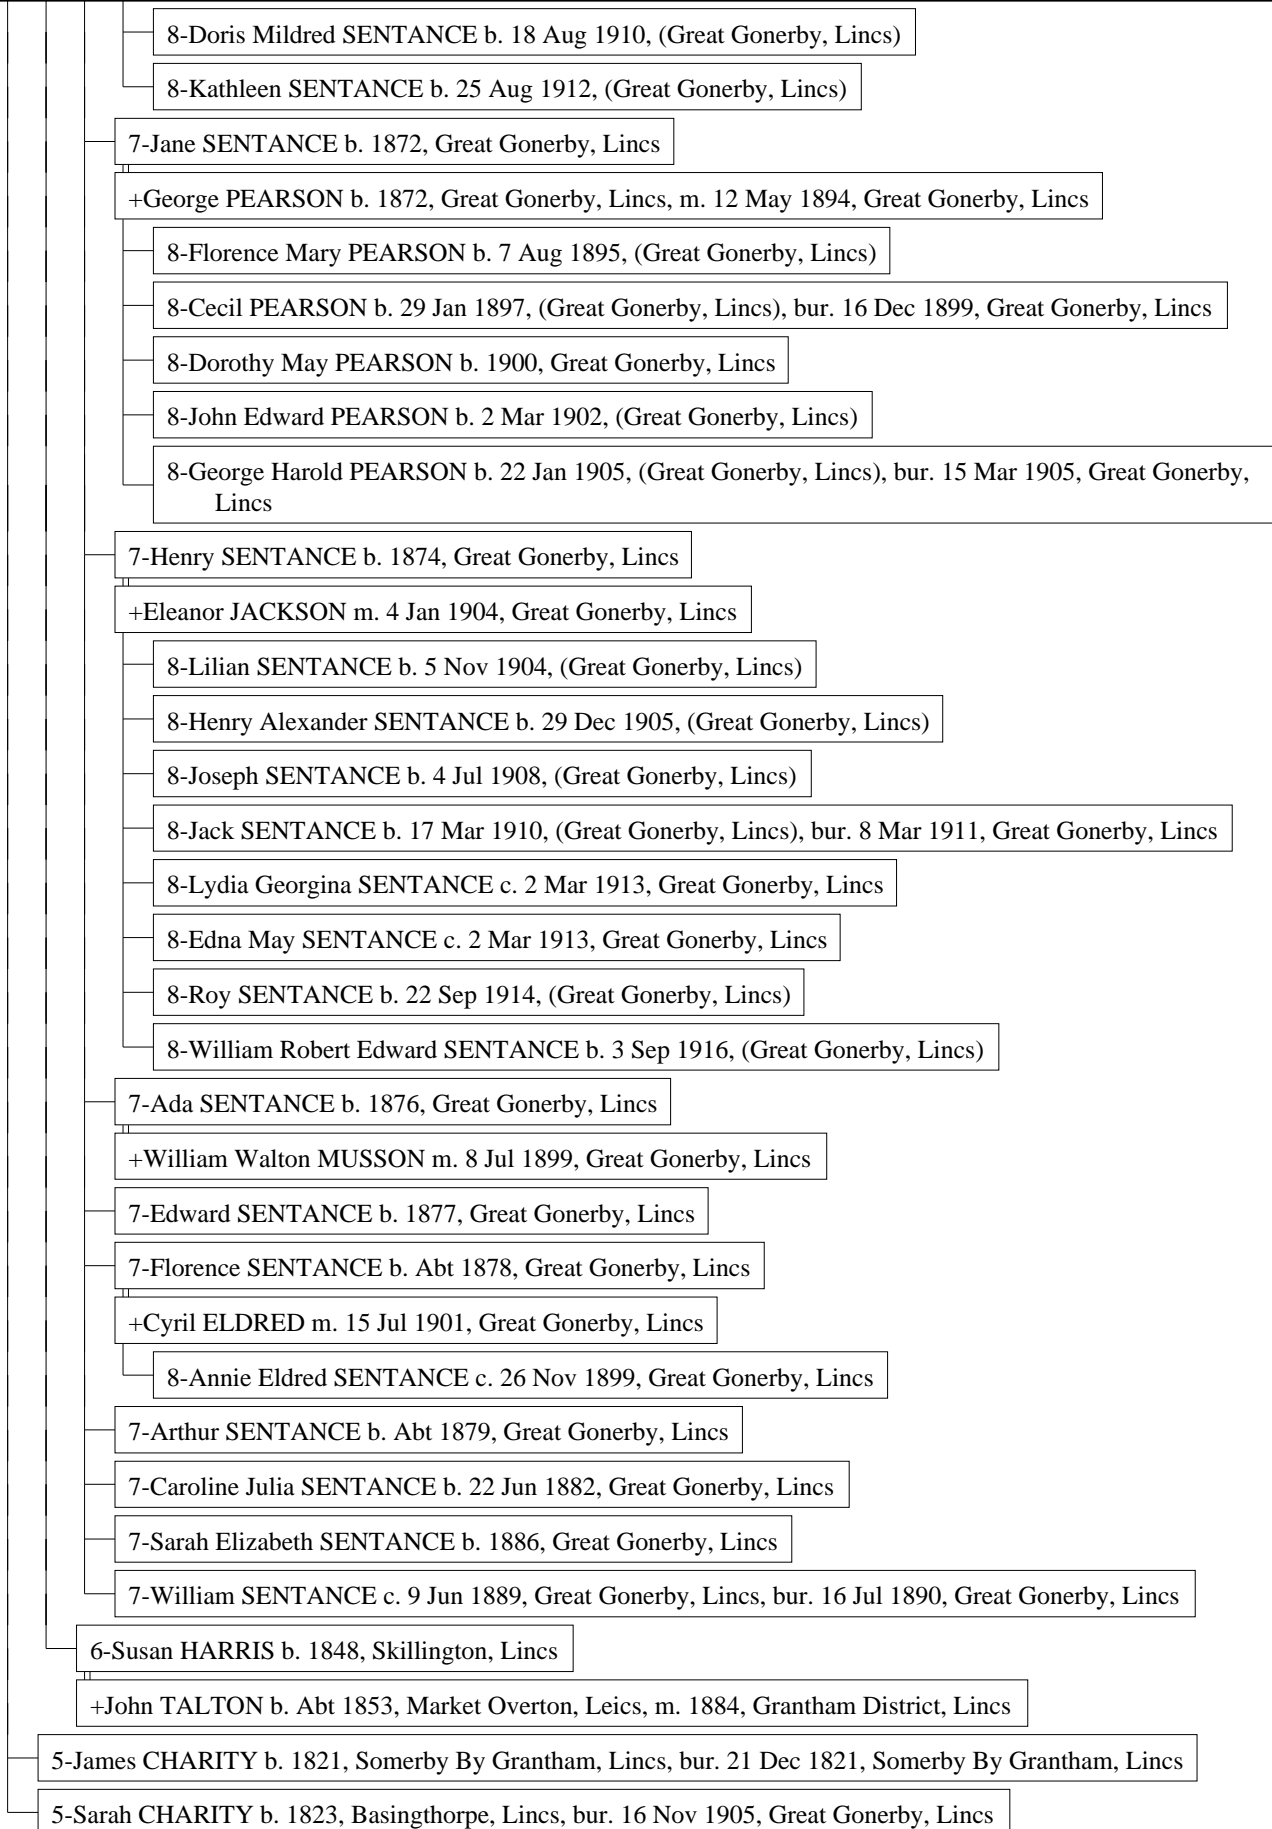 8-Doris Mildred SENTANCE b. 18 Aug 1910, (Great Gonerby, Lincs)
8-Kathleen SENTANCE b. 25 Aug 1912, (Great Gonerby, Lincs)
7-Jane SENTANCE b. 1872, Great Gonerby, Lincs
+George PEARSON b. 1872, Great Gonerby, Lincs, m. 12 May 1894, Great Gonerby, Lincs
8-Florence Mary PEARSON b. 7 Aug 1895, (Great Gonerby, Lincs)
8-Cecil PEARSON b. 29 Jan 1897, (Great Gonerby, Lincs), bur. 16 Dec 1899, Great Gonerby, Lincs
8-Dorothy May PEARSON b. 1900, Great Gonerby, Lincs
8-John Edward PEARSON b. 2 Mar 1902, (Great Gonerby, Lincs)
8-George Harold PEARSON b. 22 Jan 1905, (Great Gonerby, Lincs), bur. 15 Mar 1905, Great Gonerby,
Lincs
7-Henry SENTANCE b. 1874, Great Gonerby, Lincs
+Eleanor JACKSON m. 4 Jan 1904, Great Gonerby, Lincs
8-Lilian SENTANCE b. 5 Nov 1904, (Great Gonerby, Lincs)
8-Henry Alexander SENTANCE b. 29 Dec 1905, (Great Gonerby, Lincs)
8-Joseph SENTANCE b. 4 Jul 1908, (Great Gonerby, Lincs)
8-Jack SENTANCE b. 17 Mar 1910, (Great Gonerby, Lincs), bur. 8 Mar 1911, Great Gonerby, Lincs
8-Lydia Georgina SENTANCE c. 2 Mar 1913, Great Gonerby, Lincs
8-Edna May SENTANCE c. 2 Mar 1913, Great Gonerby, Lincs
8-Roy SENTANCE b. 22 Sep 1914, (Great Gonerby, Lincs)
8-William Robert Edward SENTANCE b. 3 Sep 1916, (Great Gonerby, Lincs)
7-Ada SENTANCE b. 1876, Great Gonerby, Lincs
+William Walton MUSSON m. 8 Jul 1899, Great Gonerby, Lincs
7-Edward SENTANCE b. 1877, Great Gonerby, Lincs
7-Florence SENTANCE b. Abt 1878, Great Gonerby, Lincs
+Cyril ELDRED m. 15 Jul 1901, Great Gonerby, Lincs
8-Annie Eldred SENTANCE c. 26 Nov 1899, Great Gonerby, Lincs
7-Arthur SENTANCE b. Abt 1879, Great Gonerby, Lincs
7-Caroline Julia SENTANCE b. 22 Jun 1882, Great Gonerby, Lincs
7-Sarah Elizabeth SENTANCE b. 1886, Great Gonerby, Lincs
7-William SENTANCE c. 9 Jun 1889, Great Gonerby, Lincs, bur. 16 Jul 1890, Great Gonerby, Lincs
6-Susan HARRIS b. 1848, Skillington, Lincs
+John TALTON b. Abt 1853, Market Overton, Leics, m. 1884, Grantham District, Lincs
5-James CHARITY b. 1821, Somerby By Grantham, Lincs, bur. 21 Dec 1821, Somerby By Grantham, Lincs
5-Sarah CHARITY b. 1823, Basingthorpe, Lincs, bur. 16 Nov 1905, Great Gonerby, Lincs